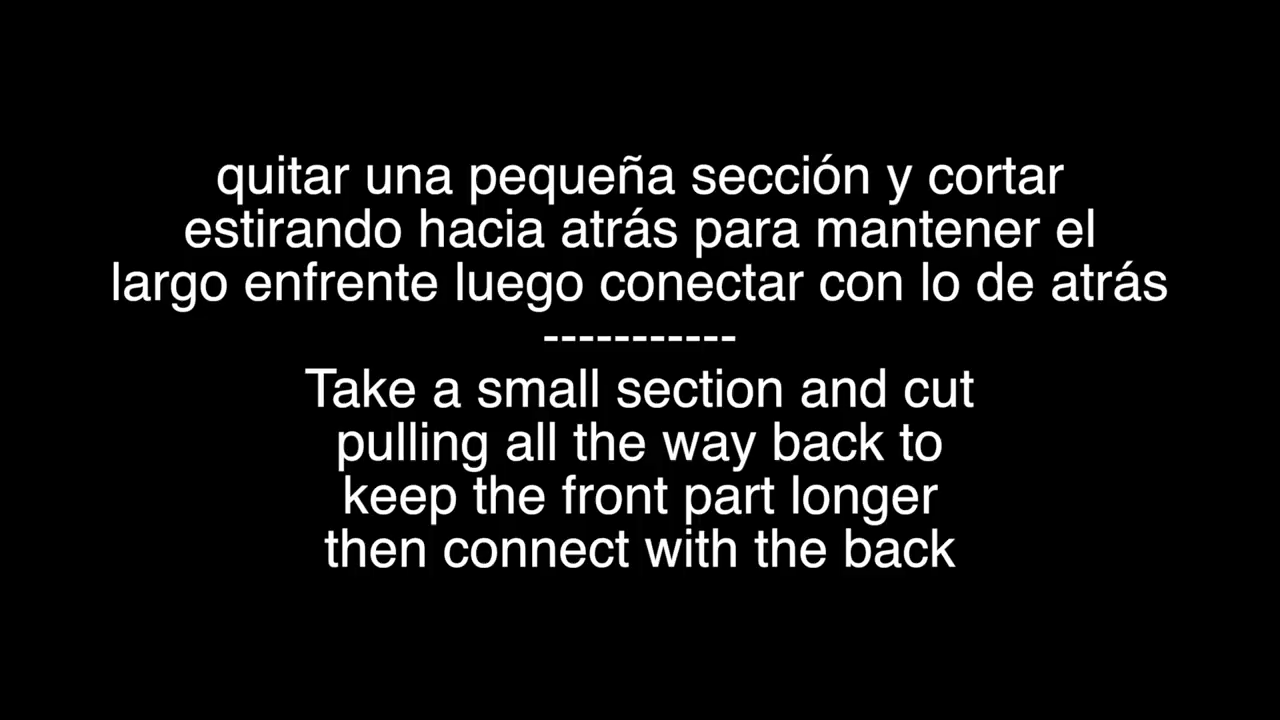 quitar una pequeña sección y cortar
estirando hacia atrás para mantener el
largo enfrente luego conectar con lo de atrás
-----------
Take a small section and cut
pulling all the way back to
keep the front part longer
then connect with the back